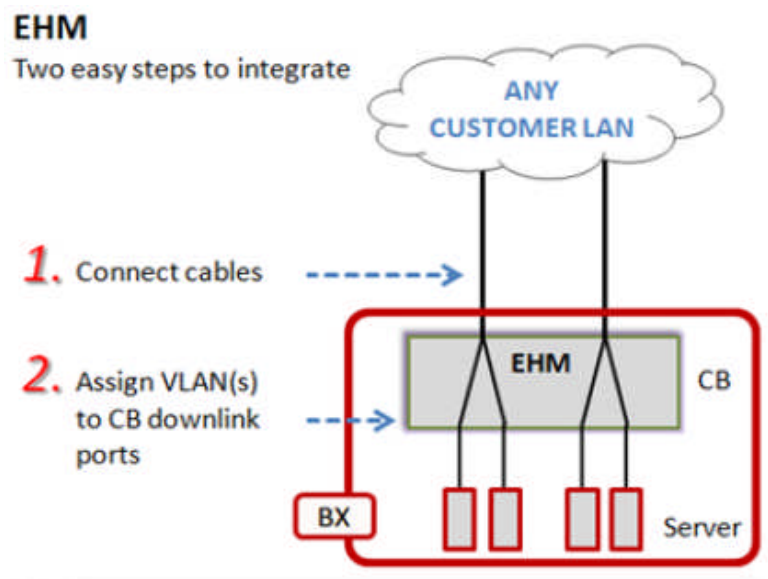 EHM
Two easy steps to integrate
ANY
CUSTOMER LAN
1. Connect cables
2. Assign VLAN(s)
to CB downlink
ports
EHM
CB
BX
Server